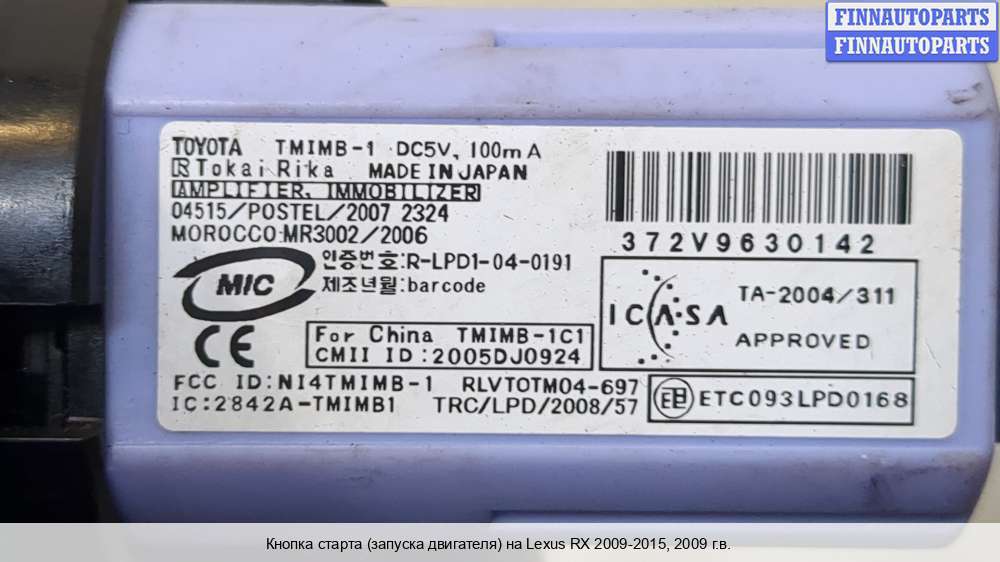 FINNAUTOPARTS
FINNAUTOPARTS
TOYOTA TMIMB-1 DC5V, 100mA
Tokai Rika MADE IN JAPAN
AMPLIFIER, IMMOBILIZER
04515/POSTEL/2007 2324
MOROCCO:MR3002/2006
372V9630142
MIC
인증번호:R-LPD1-04-0191
제조년월:barcode
ICASA TA-2004/311
APPROVED
CE
For China TMIMB-1C1
CMII ID:2005DJ0924
FCC ID:NI4TMIMB-1 RLVTOTM04-697
IC:2842A-TMIMB1 TRC/LPD/2008/57
ETC093LPD0168
Кнопка старта (запуска двигателя) на Lexus RX 2009-2015, 2009 г.в.